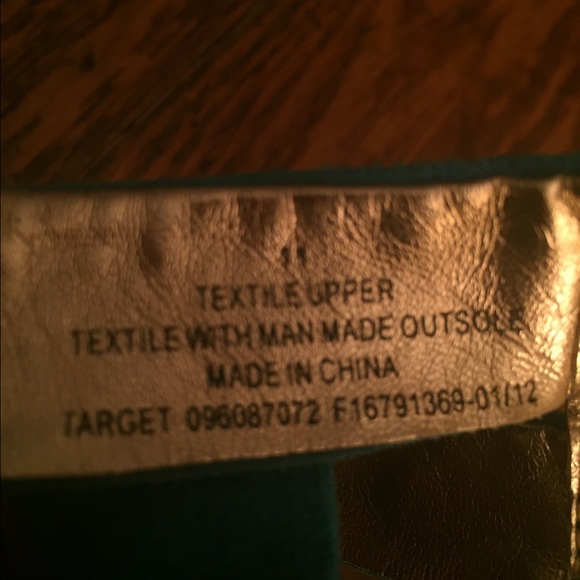 11
TEXTILE UPPER
TEXTILE WITH MAN MADE OUTSOLE
MADE IN CHINA
TARGET 096087072 F16791369-01/12